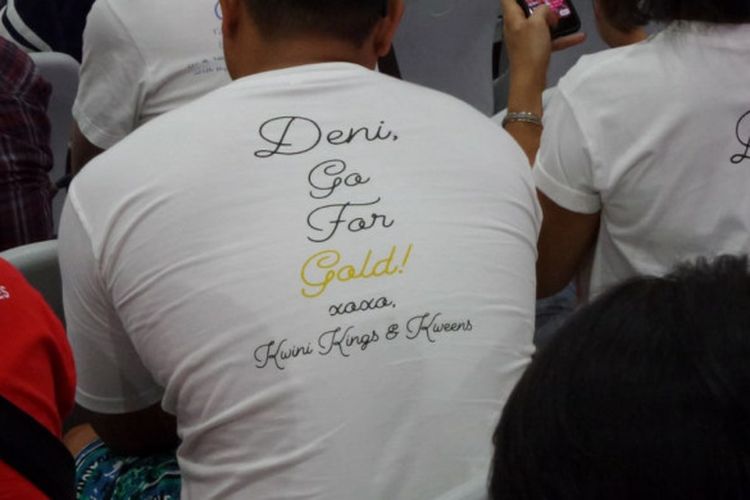 Deni,
Go
For
Gold!
xoxo,
Kwini Kings & Kweens